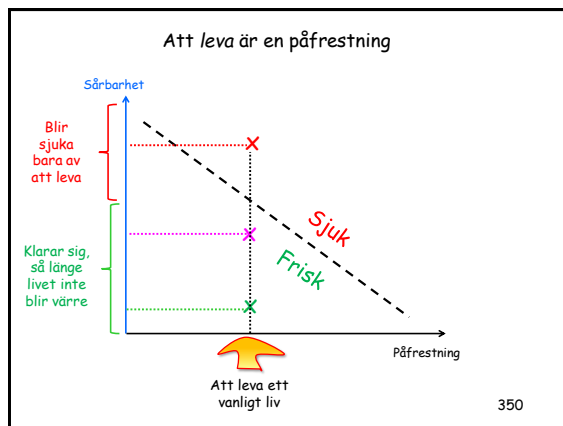 Att leva är en påfrestning
Sårbarhet
Blir
sjuka
bara av
att leva
Sjuk
Frisk
Klarar sig,
så länge
livet inte
blir värre
Påfrestning
Att leva ett
vanligt liv
350